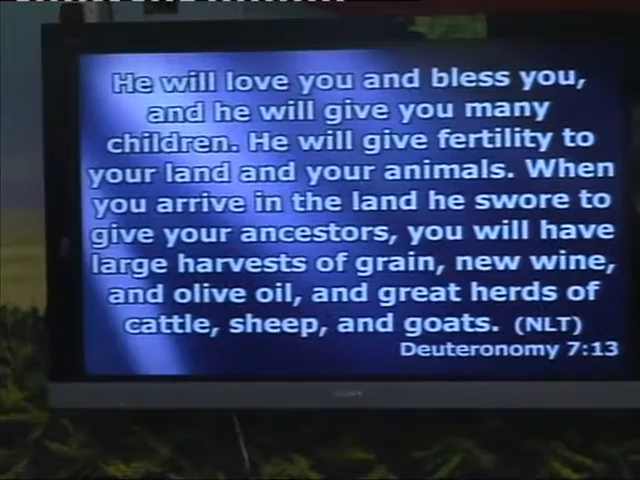 He will love you and bless you,
and he will give you many
children. He will give fertility to
your land and your animals. When
you arrive in the land he swore to
give your ancestors, you will have
large harvests of grain, new wine,
and olive oil, and great herds of
cattle, sheep, and goats. (NLT)
Deuteronomy 7:13
SONY